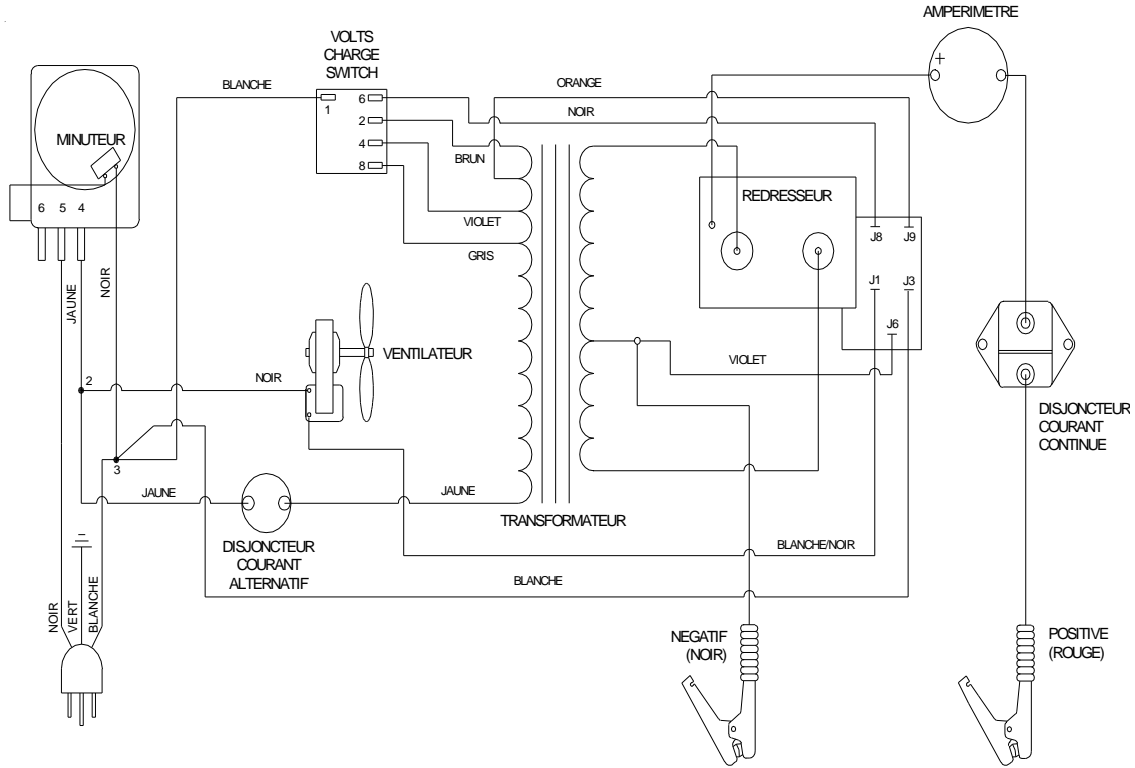 AMPERIMETRE
+
VOLTS
CHARGE
SWITCH
BLANCHE
1
6
2
4
8
ORANGE
NOIR
BRUN
VIOLET
GRIS
MINUTEUR
6 5 4
JAUNE
NOIR
REDRESSEUR
J8 J9
J1 J3
J6
VENTILATEUR
NOIR
2
VIOLET
DISJONCTEUR
COURANT
CONTINUE
3
JAUNE
JAUNE
TRANSFORMATEUR
DISJONCTEUR
COURANT
ALTERNATIF
BLANCHE/NOIR
BLANCHE
NOIR
VERT
BLANCHE
NEGATIF
(NOIR)
POSITIVE
(ROUGE)